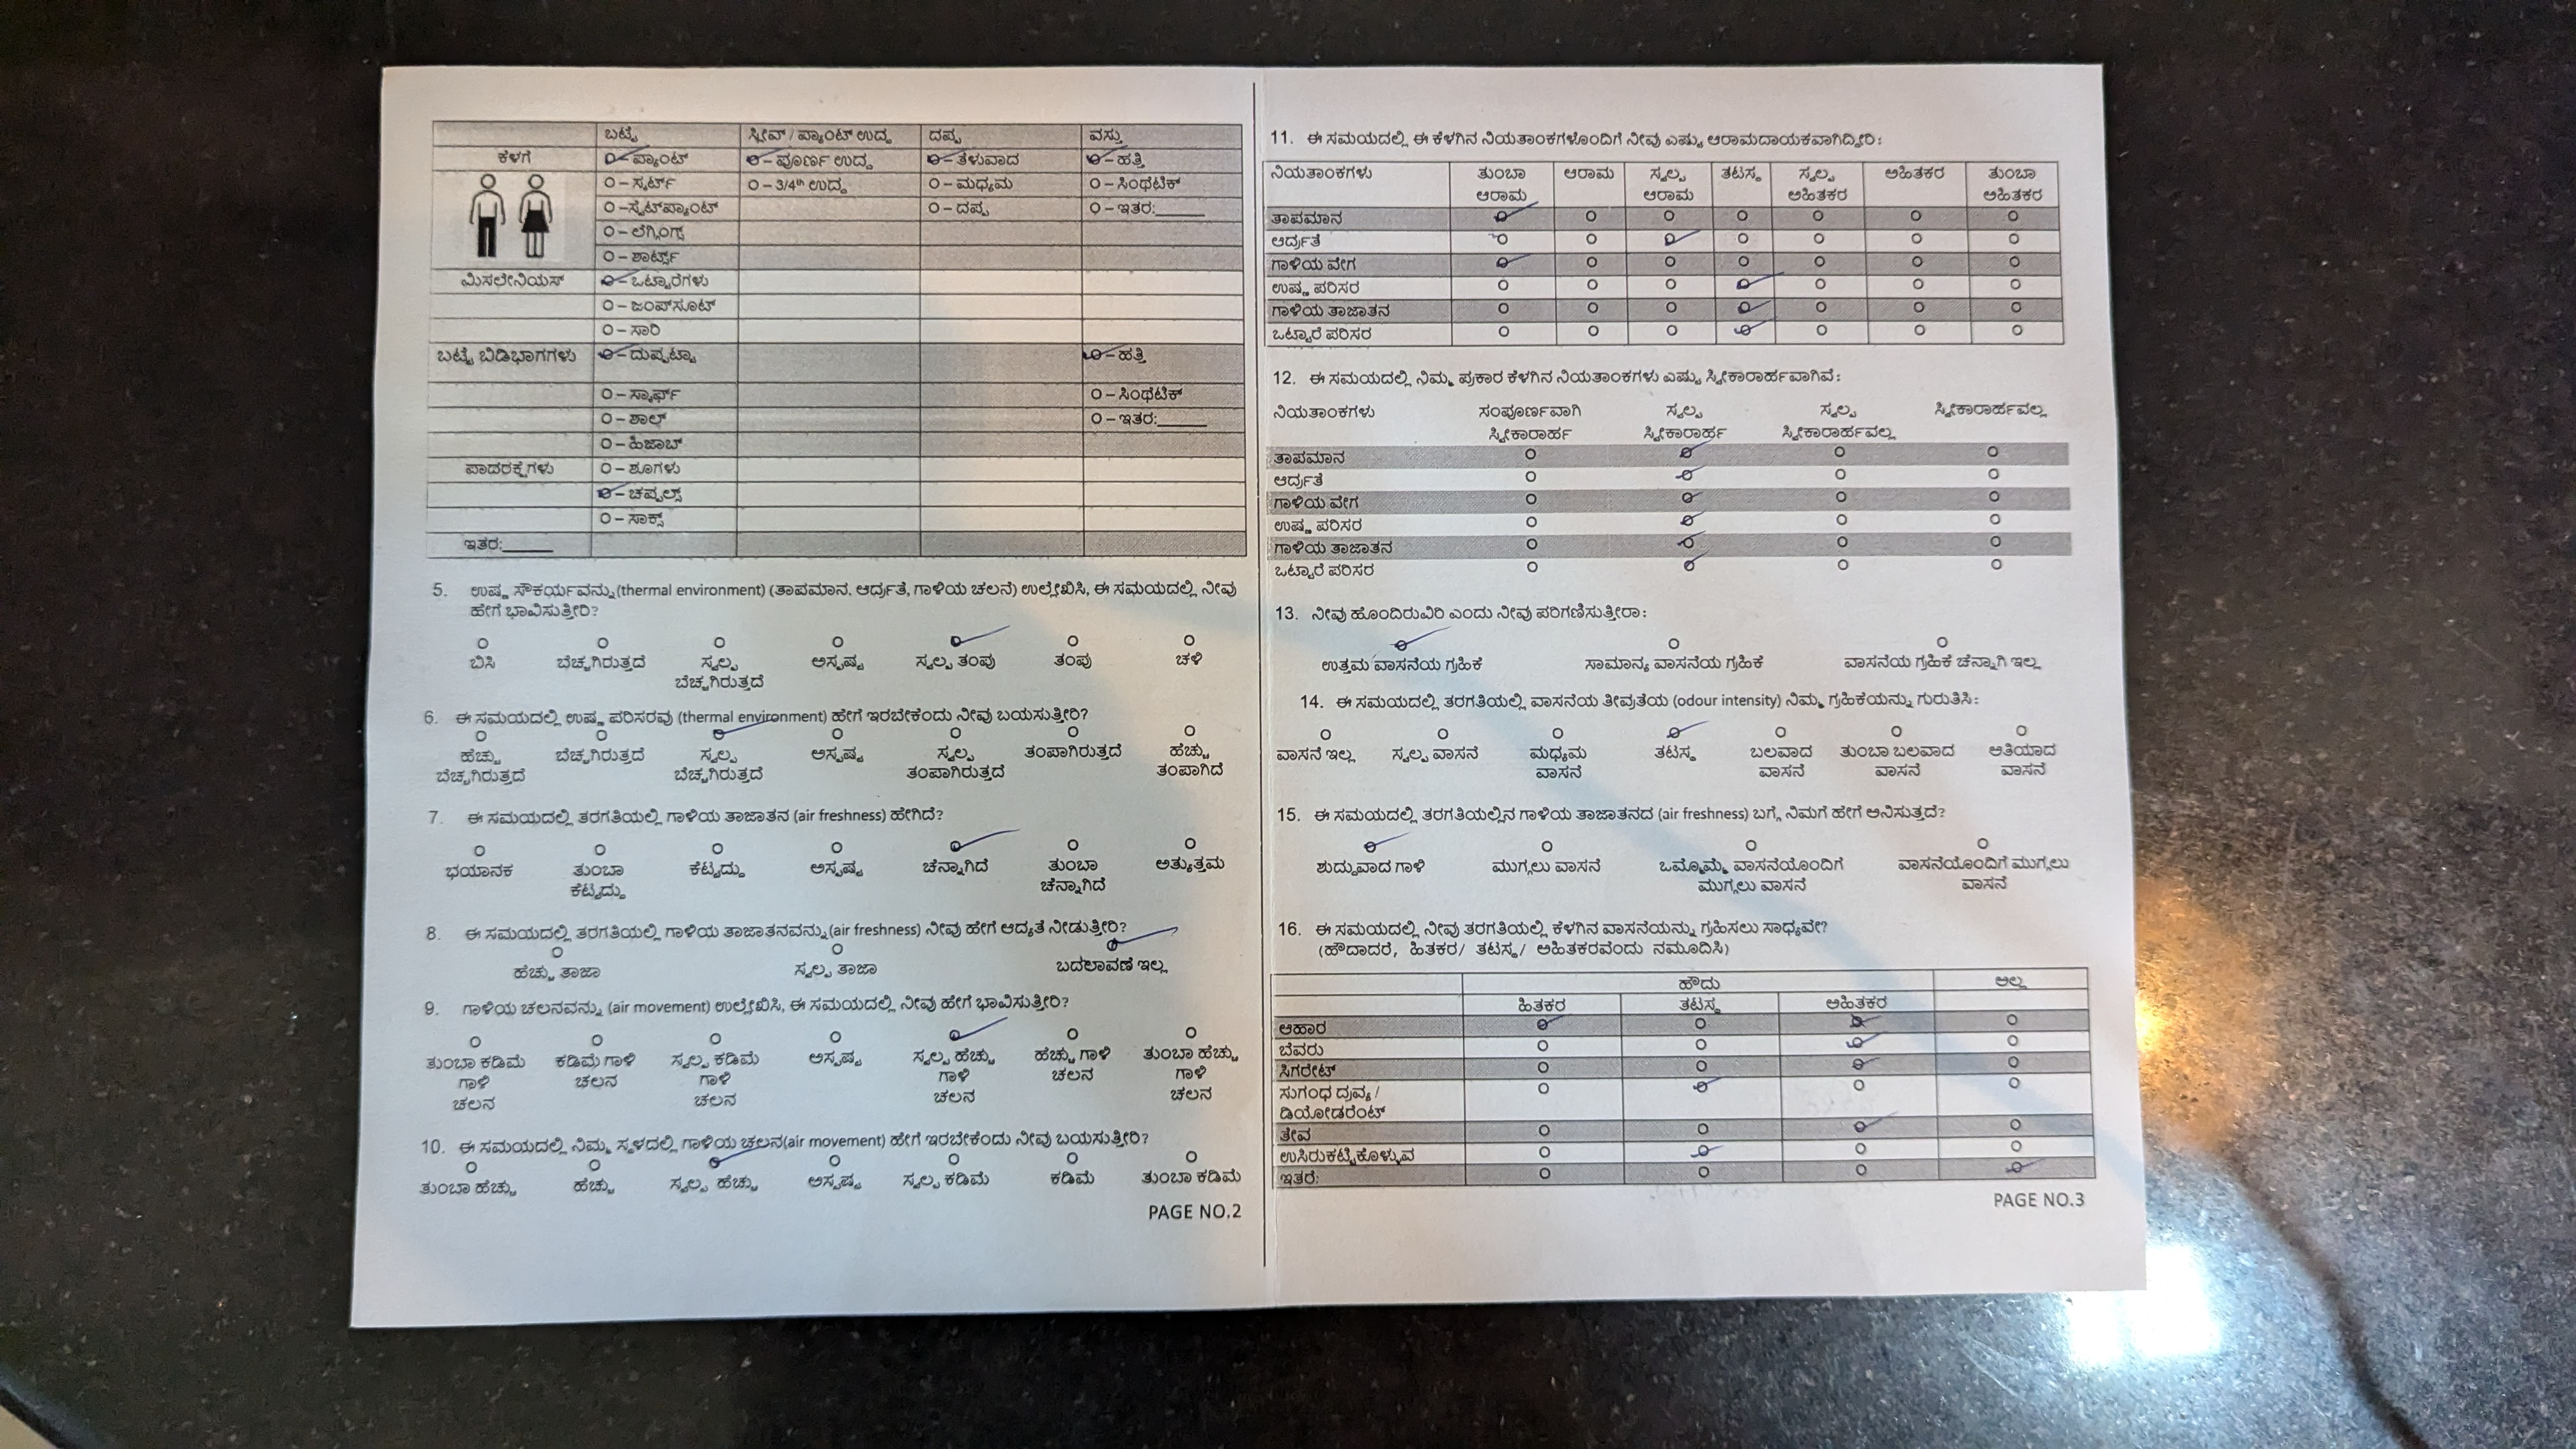 ಬಟ್ಟೆ ಸ್ಲೀವ್ / ಪ್ಯಾಂಟ್ ಉದ್ದ ದಪ್ಪ ವಸ್ತು
ಕೆಳಗೆ O – ಪ್ಯಾಂಟ್ O – ಪೂರ್ಣ ಉದ್ದ O – ತೆಳುವಾದ O – ಹತ್ತಿ
O – ಸ್ಕರ್ಟ್ O – 3/4th ಉದ್ದ O – ಮಧ್ಯಮ O – ಸಿಂಥೆಟಿಕ್
O –ಸ್ವೆಟ್‌ಪ್ಯಾಂಟ್ O – ದಪ್ಪ O – ಇತರ:______
O – ಲೆಗ್ಗಿಂಗ್ಸ್
O – ಶಾರ್ಟ್ಸ್
ಮಿಸಲೇನಿಯಸ್ O – ಒಟ್ಟಾರೆಗಳು
O – ಜಂಪ್‌ಸೂಟ್
O – ಸಾರಿ
ಬಟ್ಟೆ ಬಿಡಿಭಾಗಗಳು O – ದುಪ್ಪಟ್ಟಾ O – ಹತ್ತಿ
O – ಸ್ಕಾರ್ಫ್ O – ಸಿಂಥೆಟಿಕ್
O – ಶಾಲ್ O – ಇತರ:______
O – ಹಿಜಾಬ್
ಪಾದರಕ್ಷೆಗಳು O – ಶೂಗಳು
O – ಚಪ್ಪಲ್ಸ್
O – ಸಾಕ್ಸ್
ಇತರ:______
5. ಉಷ್ಣ ಸೌಕರ್ಯವನ್ನು (thermal environment) (ತಾಪಮಾನ, ಆರ್ದ್ರತೆ, ಗಾಳಿಯ ಚಲನೆ) ಉಲ್ಲೇಖಿಸಿ, ಈ ಸಮಯದಲ್ಲಿ ನೀವು
ಹೇಗೆ ಭಾವಿಸುತ್ತೀರಿ?
O O O O O O O
ಬಿಸಿ ಬೆಚ್ಚಗಿರುತ್ತದೆ ಸ್ವಲ್ಪ ಅಸ್ಪಷ್ಟ ಸ್ವಲ್ಪ ತಂಪು ತಂಪು ಚಳಿ
ಬೆಚ್ಚಗಿರುತ್ತದೆ
6. ಈ ಸಮಯದಲ್ಲಿ ಉಷ್ಣ ಪರಿಸರವು (thermal environment) ಹೇಗೆ ಇರಬೇಕೆಂದು ನೀವು ಬಯಸುತ್ತೀರಿ?
O O O O O O O
ಹೆಚ್ಚು ಬೆಚ್ಚಗಿರುತ್ತದೆ ಸ್ವಲ್ಪ ಅಸ್ಪಷ್ಟ ಸ್ವಲ್ಪ ತಂಪಾಗಿರುತ್ತದೆ ಹೆಚ್ಚು
ಬೆಚ್ಚಗಿರುತ್ತದೆ ಬೆಚ್ಚಗಿರುತ್ತದೆ ತಂಪಾಗಿರುತ್ತದೆ ತಂಪಾಗಿದೆ
7. ಈ ಸಮಯದಲ್ಲಿ ತರಗತಿಯಲ್ಲಿ ಗಾಳಿಯ ತಾಜಾತನ (air freshness) ಹೇಗಿದೆ?
O O O O O O O
ಭಯಾನಕ ತುಂಬಾ ಕೆಟ್ಟದ್ದು ಅಸ್ಪಷ್ಟ ಚೆನ್ನಾಗಿದೆ ತುಂಬಾ ಅತ್ಯುತ್ತಮ
ಕೆಟ್ಟದ್ದು ಚೆನ್ನಾಗಿದೆ
8. ಈ ಸಮಯದಲ್ಲಿ ತರಗತಿಯಲ್ಲಿ ಗಾಳಿಯ ತಾಜಾತನವನ್ನು (air freshness) ನೀವು ಹೇಗೆ ಆದ್ಯತೆ ನೀಡುತ್ತೀರಿ?
O O O
ಹೆಚ್ಚು ತಾಜಾ ಸ್ವಲ್ಪ ತಾಜಾ ಬದಲಾವಣೆ ಇಲ್ಲ
9. ಗಾಳಿಯ ಚಲನವನ್ನು (air movement) ಉಲ್ಲೇಖಿಸಿ, ಈ ಸಮಯದಲ್ಲಿ ನೀವು ಹೇಗೆ ಭಾವಿಸುತ್ತೀರಿ?
O O O O O O O
ತುಂಬಾ ಕಡಿಮೆ ಕಡಿಮೆ ಗಾಳಿ ಸ್ವಲ್ಪ ಕಡಿಮೆ ಅಸ್ಪಷ್ಟ ಸ್ವಲ್ಪ ಹೆಚ್ಚು ಹೆಚ್ಚು ಗಾಳಿ ತುಂಬಾ ಹೆಚ್ಚು
ಗಾಳಿ ಚಲನ ಗಾಳಿ ಗಾಳಿ ಚಲನ ಗಾಳಿ
ಚಲನ ಚಲನ ಚಲನ ಚಲನ
10. ಈ ಸಮಯದಲ್ಲಿ ನಿಮ್ಮ ಸ್ಥಳದಲ್ಲಿ ಗಾಳಿಯ ಚಲನ(air movement) ಹೇಗೆ ಇರಬೇಕೆಂದು ನೀವು ಬಯಸುತ್ತೀರಿ?
O O O O O O O
ತುಂಬಾ ಹೆಚ್ಚು ಹೆಚ್ಚು ಸ್ವಲ್ಪ ಹೆಚ್ಚು ಅಸ್ಪಷ್ಟ ಸ್ವಲ್ಪ ಕಡಿಮೆ ಕಡಿಮೆ ತುಂಬಾ ಕಡಿಮೆ
PAGE NO.2
11. ಈ ಸಮಯದಲ್ಲಿ ಈ ಕೆಳಗಿನ ನಿಯತಾಂಕಗಳೊಂದಿಗೆ ನೀವು ಎಷ್ಟು ಆರಾಮದಾಯಕವಾಗಿದ್ದೀರಿ:
ನಿಯತಾಂಕಗಳು ತುಂಬಾ ಆರಾಮ ಸ್ವಲ್ಪ ತಟಸ್ಥ ಸ್ವಲ್ಪ ಅಹಿತಕರ ತುಂಬಾ
ಆರಾಮ ಆರಾಮ ಅಹಿತಕರ ಅಹಿತಕರ
ತಾಪಮಾನ O O O O O O O
ಆರ್ದ್ರತೆ O O O O O O O
ಗಾಳಿಯ ವೇಗ O O O O O O O
ಉಷ್ಣ ಪರಿಸರ O O O O O O O
ಗಾಳಿಯ ತಾಜಾತನ O O O O O O O
ಒಟ್ಟಾರೆ ಪರಿಸರ O O O O O O O
12. ಈ ಸಮಯದಲ್ಲಿ ನಿಮ್ಮ ಪ್ರಕಾರ ಕೆಳಗಿನ ನಿಯತಾಂಕಗಳು ಎಷ್ಟು ಸ್ವೀಕಾರಾರ್ಹವಾಗಿವೆ:
ನಿಯತಾಂಕಗಳು ಸಂಪೂರ್ಣವಾಗಿ ಸ್ವಲ್ಪ ಸ್ವಲ್ಪ ಸ್ವೀಕಾರಾರ್ಹವಲ್ಲ
ಸ್ವೀಕಾರಾರ್ಹ ಸ್ವೀಕಾರಾರ್ಹ ಸ್ವೀಕಾರಾರ್ಹವಲ್ಲ
ತಾಪಮಾನ O O O O
ಆರ್ದ್ರತೆ O O O O
ಗಾಳಿಯ ವೇಗ O O O O
ಉಷ್ಣ ಪರಿಸರ O O O O
ಗಾಳಿಯ ತಾಜಾತನ O O O O
ಒಟ್ಟಾರೆ ಪರಿಸರ O O O O
13. ನೀವು ಹೊಂದಿರುವಿರಿ ಎಂದು ನೀವು ಪರಿಗಣಿಸುತ್ತೀರಾ:
O O O
ಉತ್ತಮ ವಾಸನೆಯ ಗ್ರಹಿಕೆ ಸಾಮಾನ್ಯ ವಾಸನೆಯ ಗ್ರಹಿಕೆ ವಾಸನೆಯ ಗ್ರಹಿಕೆ ಚೆನ್ನಾಗಿ ಇಲ್ಲ
14. ಈ ಸಮಯದಲ್ಲಿ ತರಗತಿಯಲ್ಲಿ ವಾಸನೆಯ ತೀವ್ರತೆಯ (odour intensity) ನಿಮ್ಮ ಗ್ರಹಿಕೆಯನ್ನು ಗುರುತಿಸಿ:
O O O O O O O
ವಾಸನೆ ಇಲ್ಲ ಸ್ವಲ್ಪ ವಾಸನೆ ಮಧ್ಯಮ ತಟಸ್ಥ ಬಲವಾದ ತುಂಬಾ ಬಲವಾದ ಅತಿಯಾದ
ವಾಸನೆ ವಾಸನೆ ವಾಸನೆ ವಾಸನೆ
15. ಈ ಸಮಯದಲ್ಲಿ ತರಗತಿಯಲ್ಲಿನ ಗಾಳಿಯ ತಾಜಾತನದ (air freshness) ಬಗ್ಗೆ ನಿಮಗೆ ಹೇಗೆ ಅನಿಸುತ್ತದೆ?
O O O O
ಶುದ್ಧವಾದ ಗಾಳಿ ಮುಗ್ಗಲು ವಾಸನೆ ಒಮ್ಮೊಮ್ಮೆ ವಾಸನೆಯೊಂದಿಗೆ ವಾಸನೆಯೊಂದಿಗೆ ಮುಗ್ಗಲು
ಮುಗ್ಗಲು ವಾಸನೆ ವಾಸನೆ
16. ಈ ಸಮಯದಲ್ಲಿ ನೀವು ತರಗತಿಯಲ್ಲಿ ಕೆಳಗಿನ ವಾಸನೆಯನ್ನು ಗ್ರಹಿಸಲು ಸಾಧ್ಯವೇ?
(ಹೌದಾದರೆ, ಹಿತಕರ/ ತಟಸ್ಥ/ ಅಹಿತಕರವೆಂದು ನಮೂದಿಸಿ)
ಹೌದು ಅಲ್ಲ
ಹಿತಕರ ತಟಸ್ಥ ಅಹಿತಕರ
ಆಹಾರ O O O O
ಬೆವರು O O O O
ಸಿಗರೇಟ್ O O O O
ಸುಗಂಧ ದ್ರವ್ಯ / O O O O
ಡಿಯೋಡರೆಂಟ್
ತೇವ O O O O
ಉಸಿರುಕಟ್ಟಿಕೊಳ್ಳುವ O O O O
ಇತರೆ: O O O O
PAGE NO.3